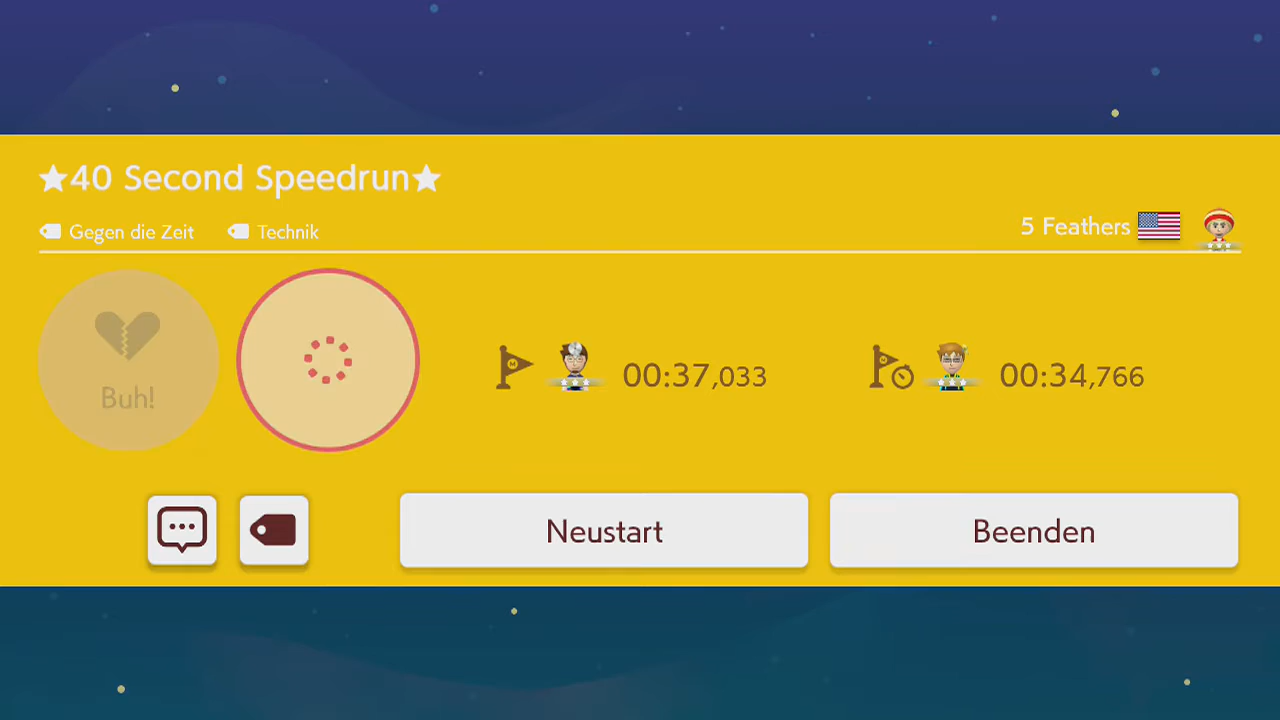 ★40 Second Speedrun★
Gegen die Zeit Technik
5 Feathers
Buh!
M 00:37,033 M 00:34,766
Neustart Beenden